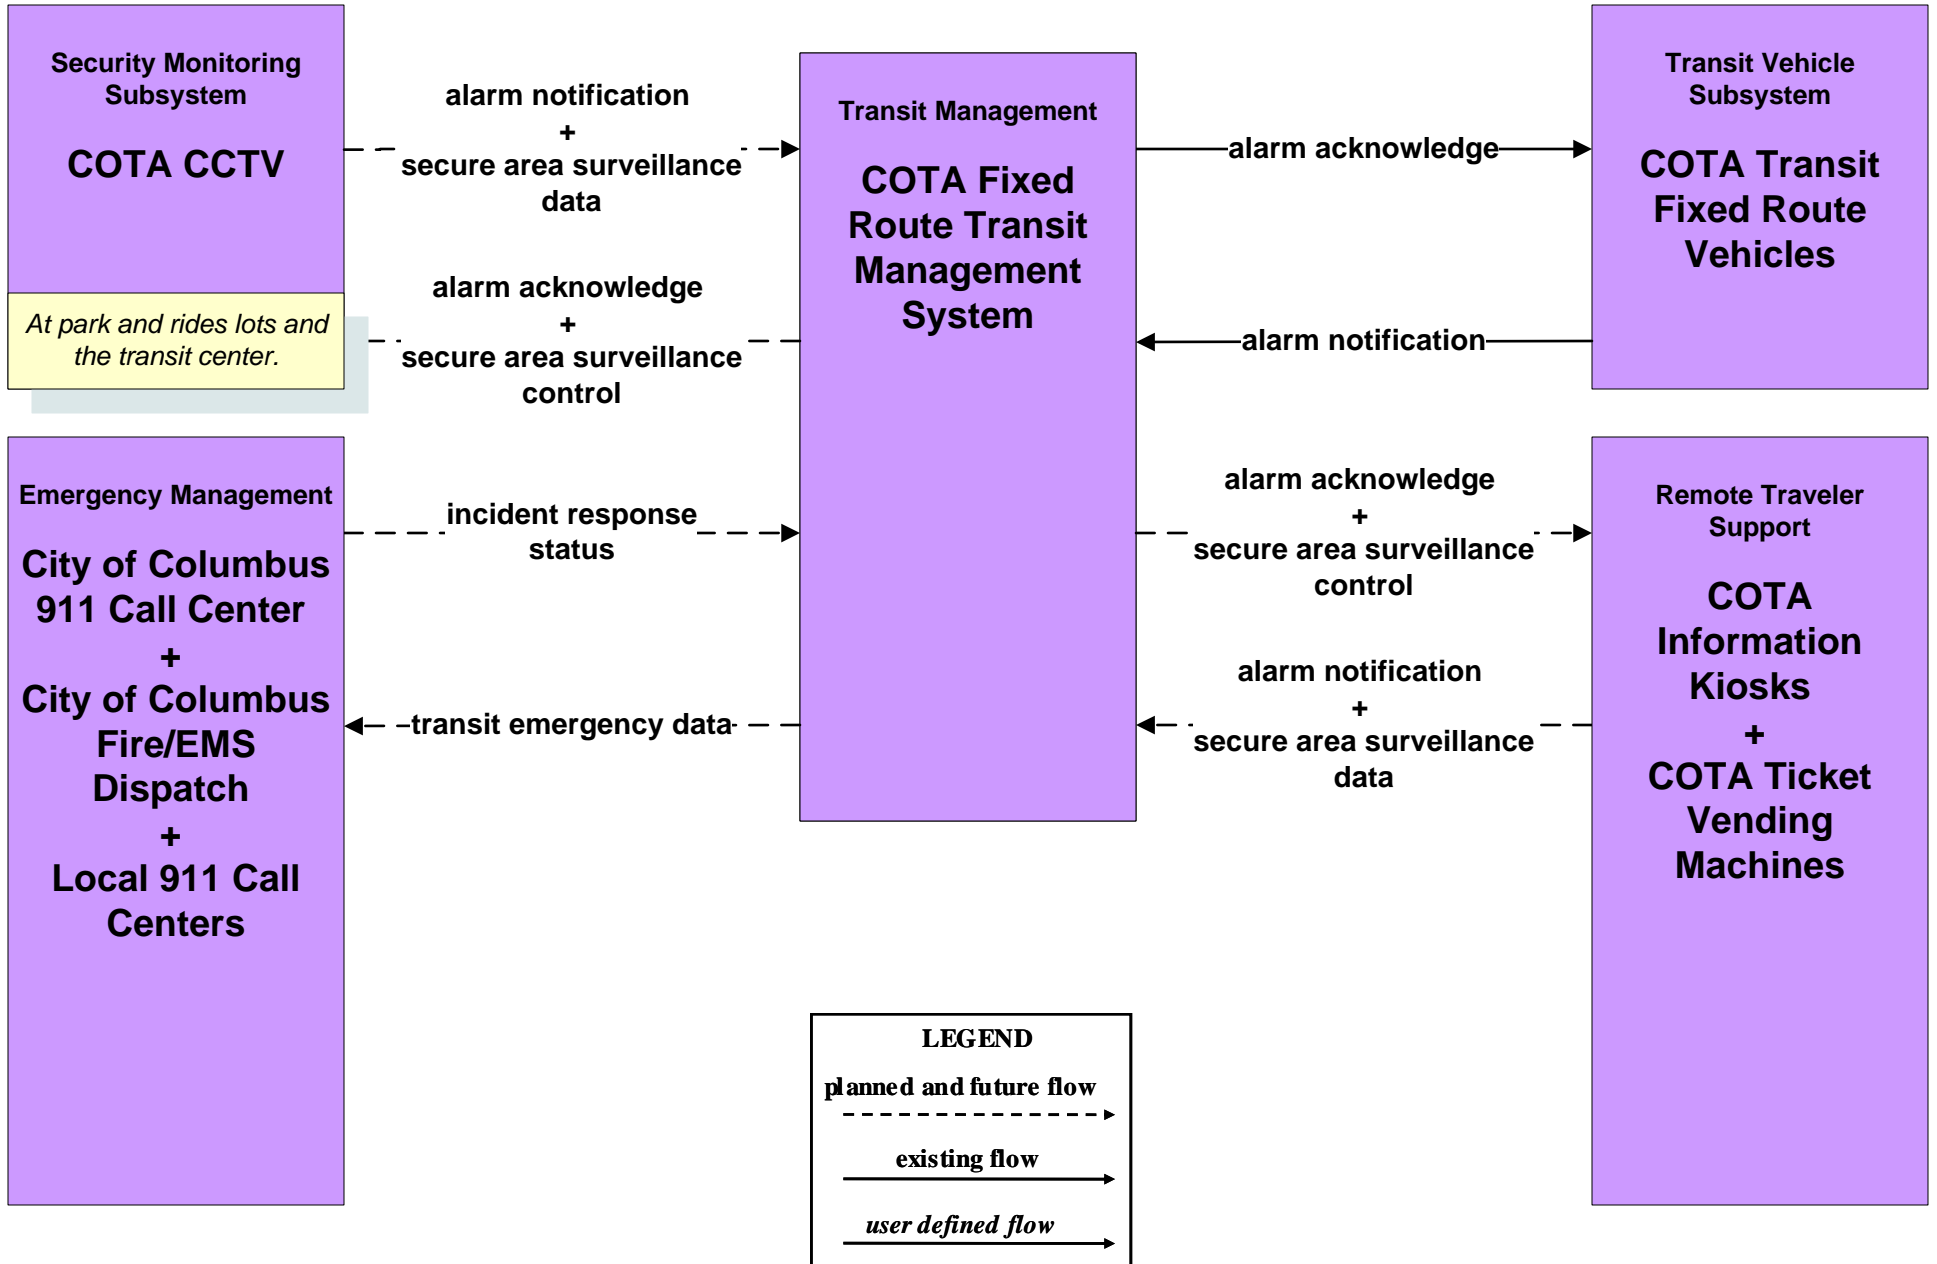 Security Monitoring
Subsystem
COTA CCTV
At park and rides lots and
the transit center.
alarm notification
+
secure area surveillance
data
alarm acknowledge
+
secure area surveillance
control
Transit Management
COTA Fixed
Route Transit
Management
System
alarm acknowledge
alarm notification
Transit Vehicle
Subsystem
COTA Transit
Fixed Route
Vehicles
Emergency Management
City of Columbus
911 Call Center
+
City of Columbus
Fire/EMS
Dispatch
+
Local 911 Call
Centers
incident response
status
transit emergency data
alarm acknowledge
+
secure area surveillance
control
alarm notification
+
secure area surveillance
data
Remote Traveler
Support
COTA
Information
Kiosks
+
COTA Ticket
Vending
Machines
LEGEND
planned and future flow
existing flow
user defined flow